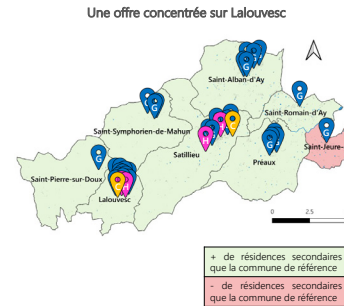 Une offre concentrée sur Lalouvesc
G
Saint-Alban-d'Ay
G
G
Saint-Romain-d'Ay
Saint-Symphorien-de-Mahun
H
Satillieu
G
G
Saint-Jeure-
G
Préaux
Saint-Pierre-sur-Doux
C
H
Lalouvesc
0 2.5
+ de résidences secondaires
que la commune de référence
- de résidences secondaires
que la commune de référence